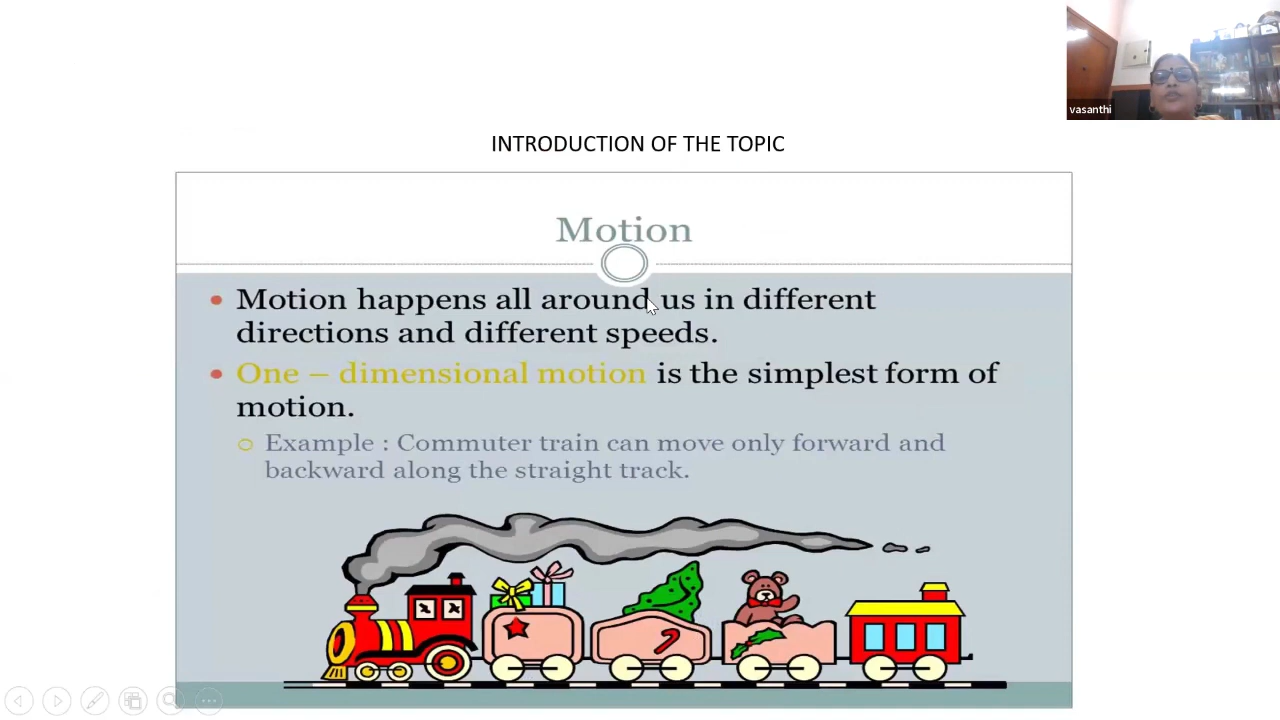 vasanthi
INTRODUCTION OF THE TOPIC
Motion
• Motion happens all around us in different
directions and different speeds.
• One – dimensional motion is the simplest form of
motion.
Example : Commuter train can move only forward and
backward along the straight track.